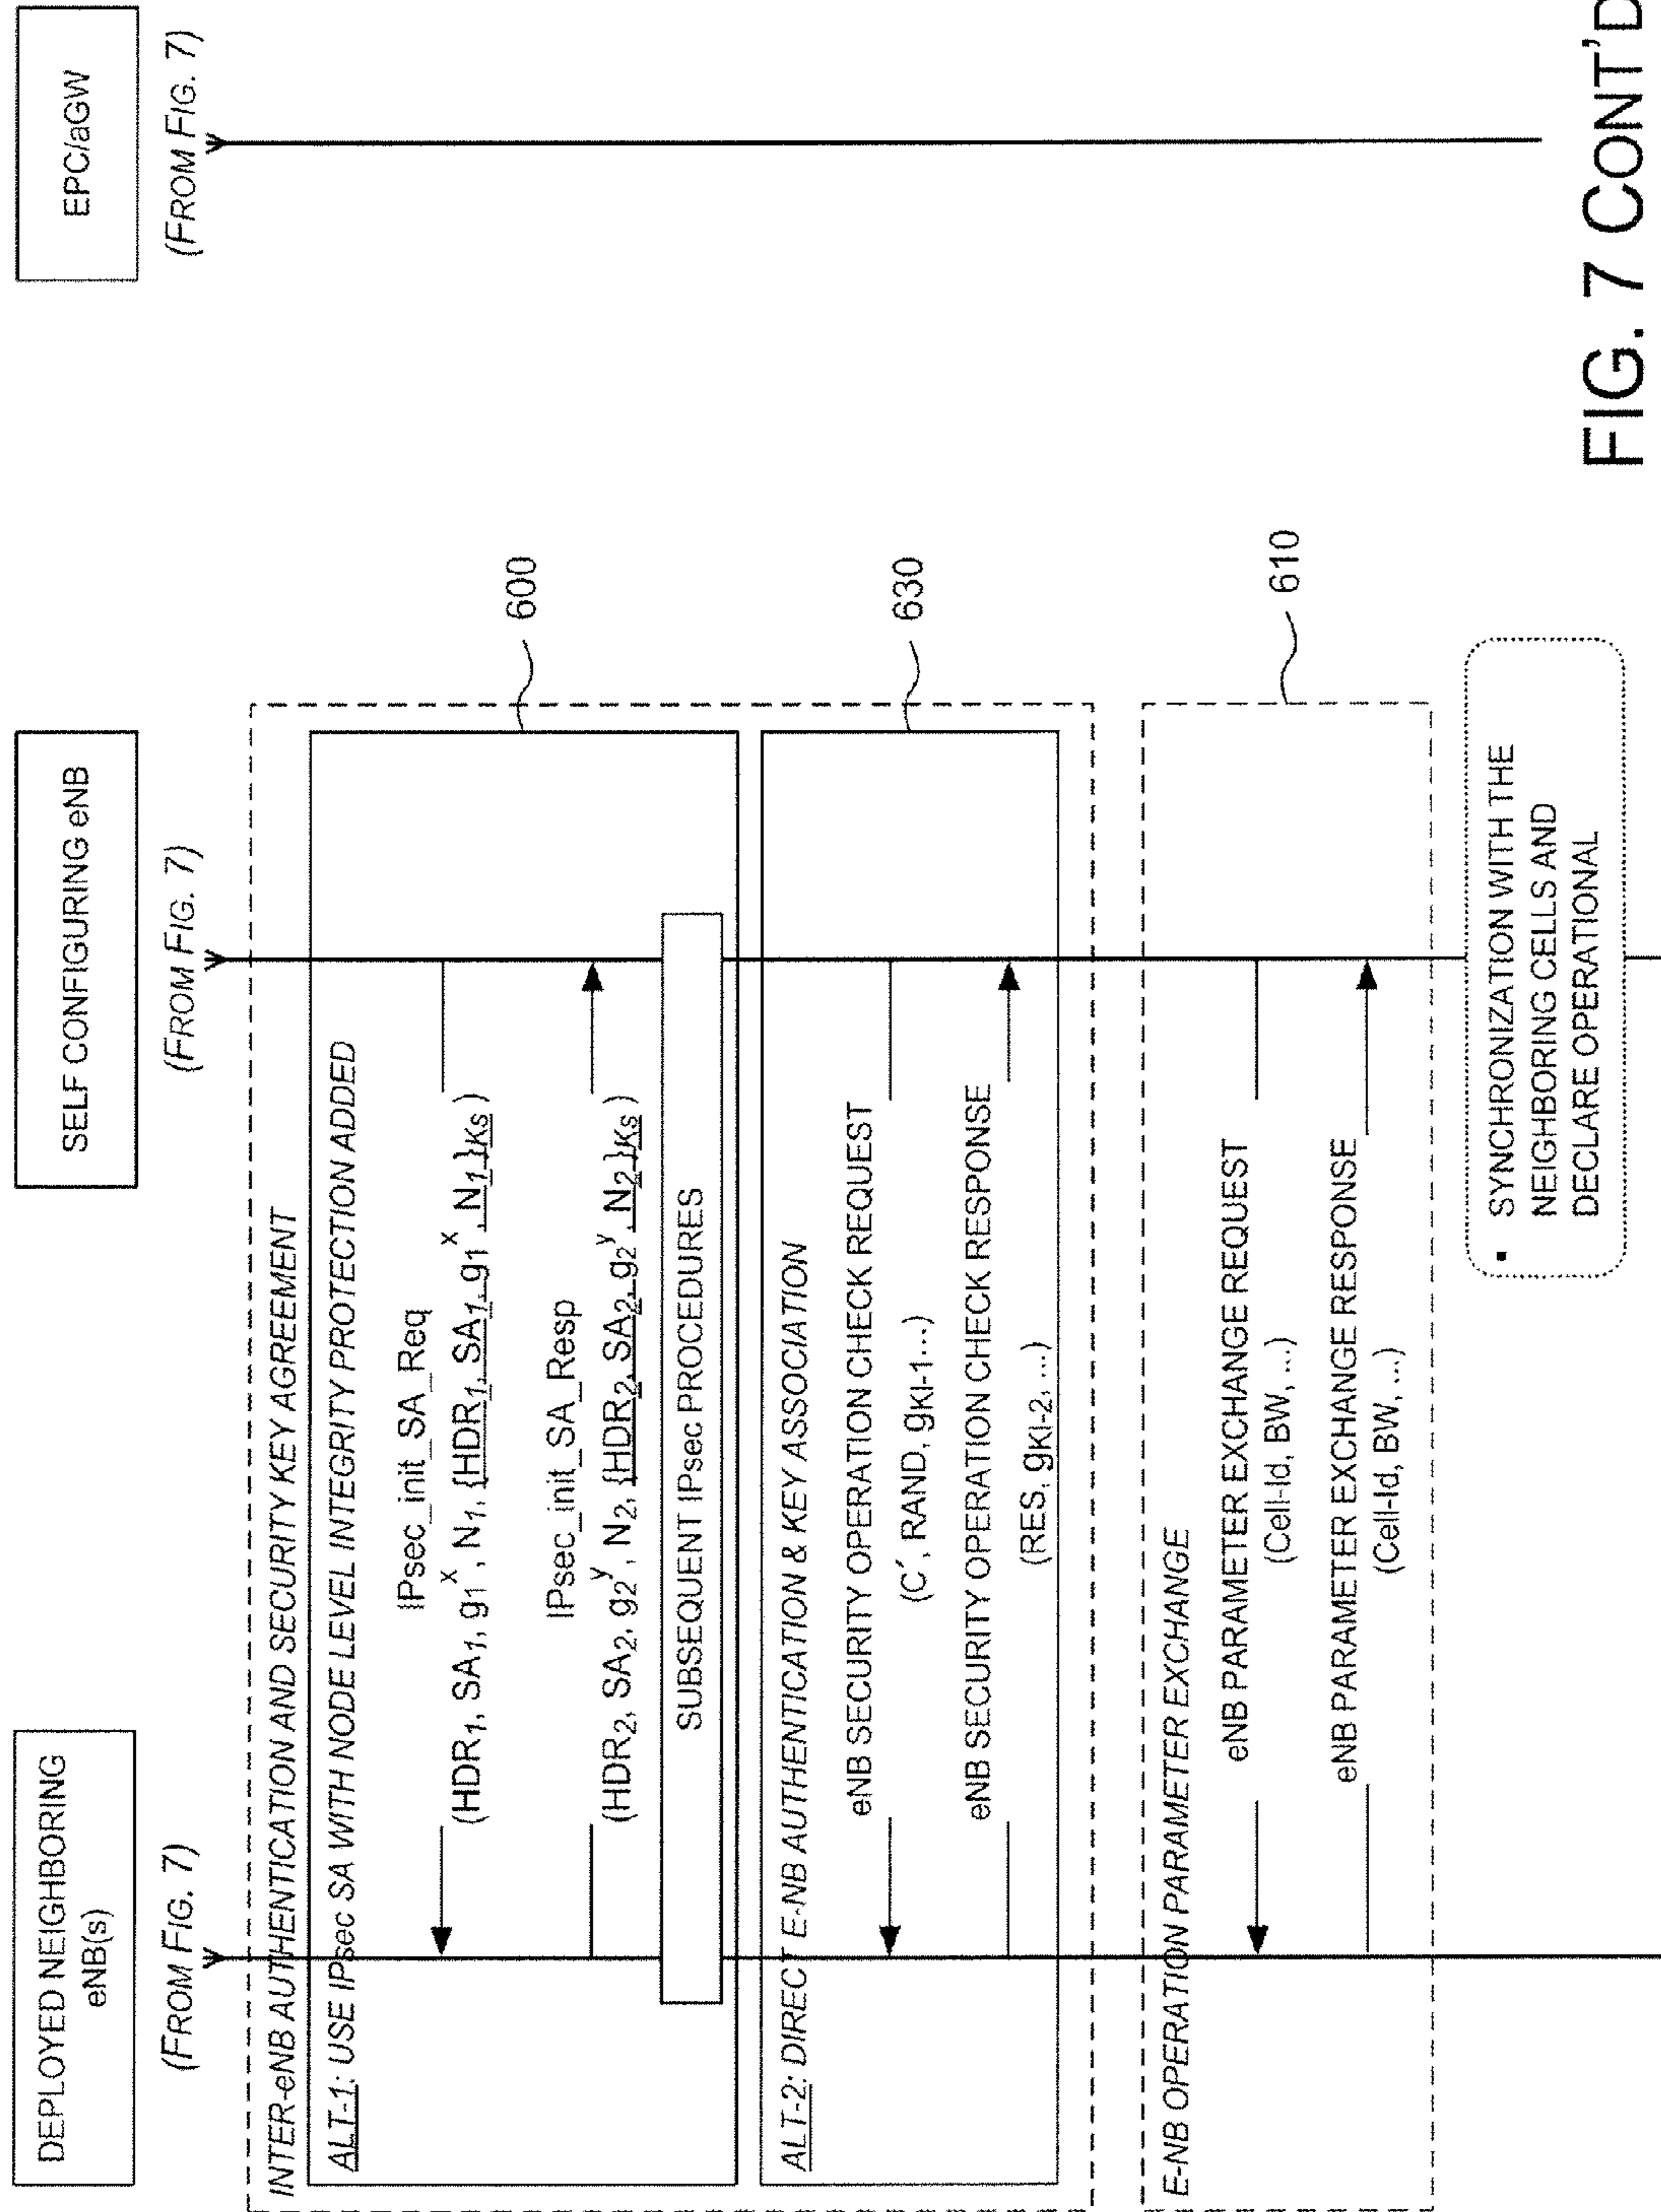 DEPLOYED NEIGHBORING
eNB(s)
SELF CONFIGURING eNB
EPC/aGW
(FROM FIG. 7)
(FROM FIG. 7)
(FROM FIG. 7)
INTER-eNB AUTHENTICATION AND SECURITY KEY AGREEMENT
ALT-1: USE IPsec SA WITH NODE LEVEL INTEGRITY PROTECTION ADDED
IPsec_init_SA_Req
(HDR₁, SA₁, g₁ˣ, N₁, {HDR₁, SA₁, g₁ˣ, N₁}Ks)
IPsec_init_SA_Resp
(HDR₂, SA₂, g₂ʸ, N₂, {HDR₂, SA₂, g₂ʸ, N₂}Ks)
SUBSEQUENT IPsec PROCEDURES
600
ALT-2: DIRECT E-NB AUTHENTICATION & KEY ASSOCIATION
eNB SECURITY OPERATION CHECK REQUEST
(C´, RAND, gKI-1...)
eNB SECURITY OPERATION CHECK RESPONSE
(RES, gKI-2, ...)
630
E-NB OPERATION PARAMETER EXCHANGE
eNB PARAMETER EXCHANGE REQUEST
(Cell-Id, BW, ...)
eNB PARAMETER EXCHANGE RESPONSE
(Cell-Id, BW, ...)
610
▪ SYNCHRONIZATION WITH THE
NEIGHBORING CELLS AND
DECLARE OPERATIONAL
FIG. 7 CONT'D